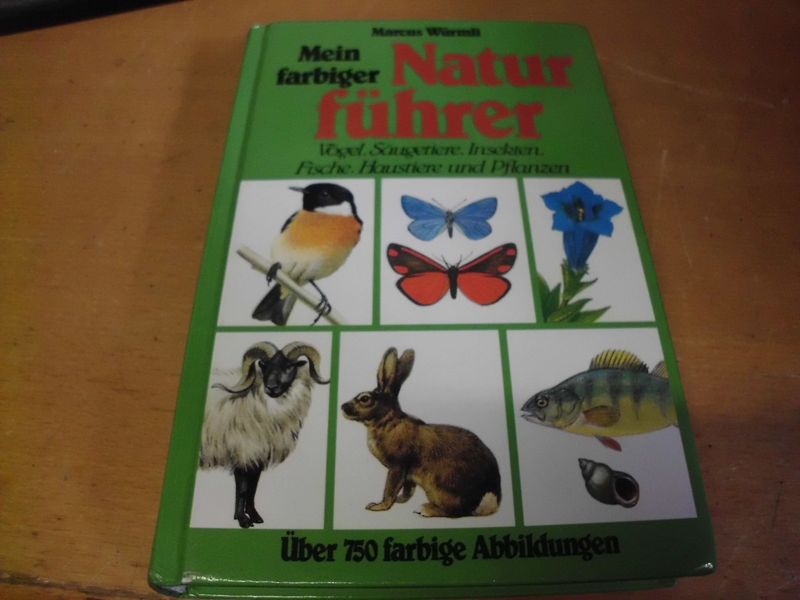 Marcus Würmli
Mein
farbiger
Natur
führer
Vögel. Säugetiere. Insekten.
Fische. Haustiere und Pflanzen
Über 750 farbige Abbildungen